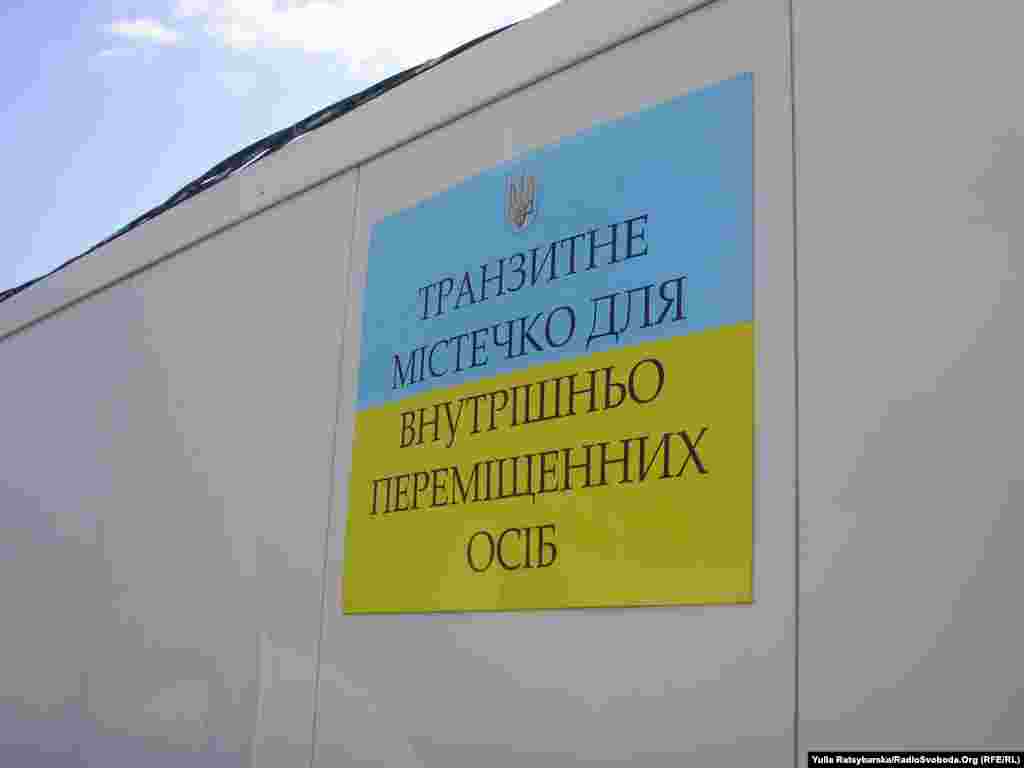 ТРАНЗИТНЕ
МІСТЕЧКО ДЛЯ
ВНУТРІШНЬО
ПЕРЕМІЩЕННИХ
ОСІБ
Yulia Ratsybarska/RadioSvoboda.Org (RFE/RL)